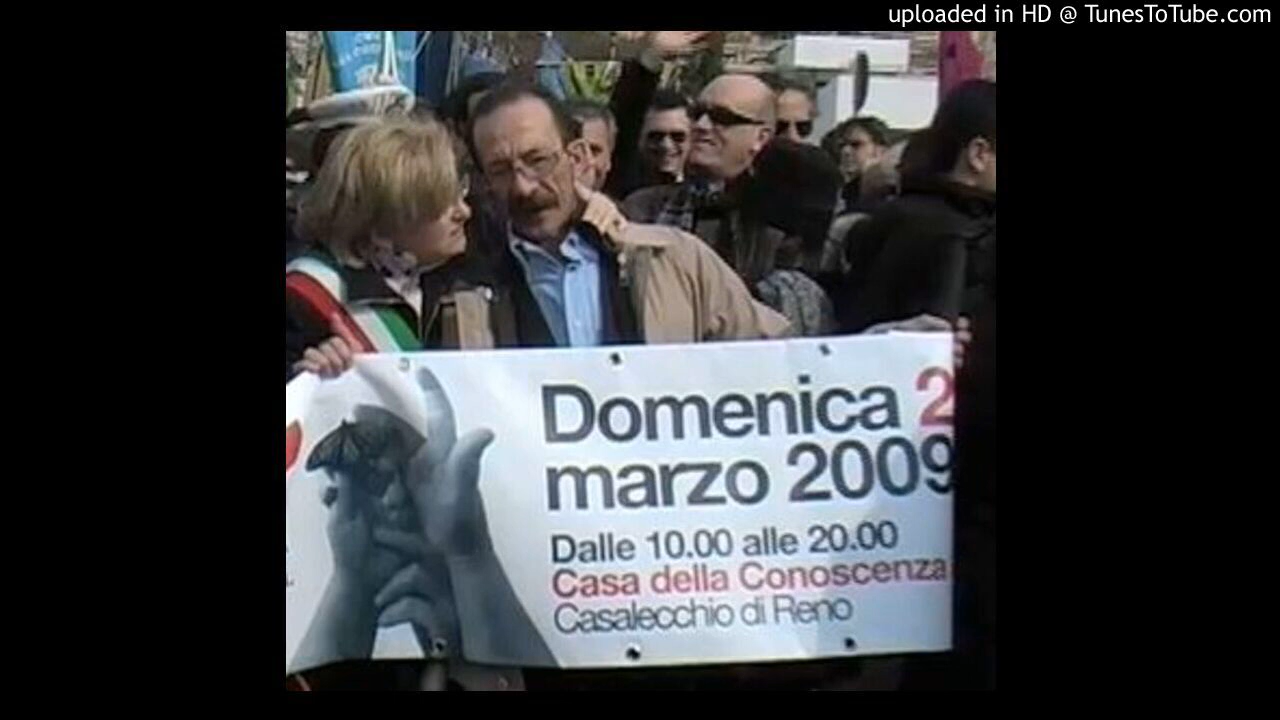 uploaded in HD @ TunesToTube.com
Domenica 2
marzo 2009
Dalle 10.00 alle 20.00
Casa della Conoscenza
Casalecchio di Reno